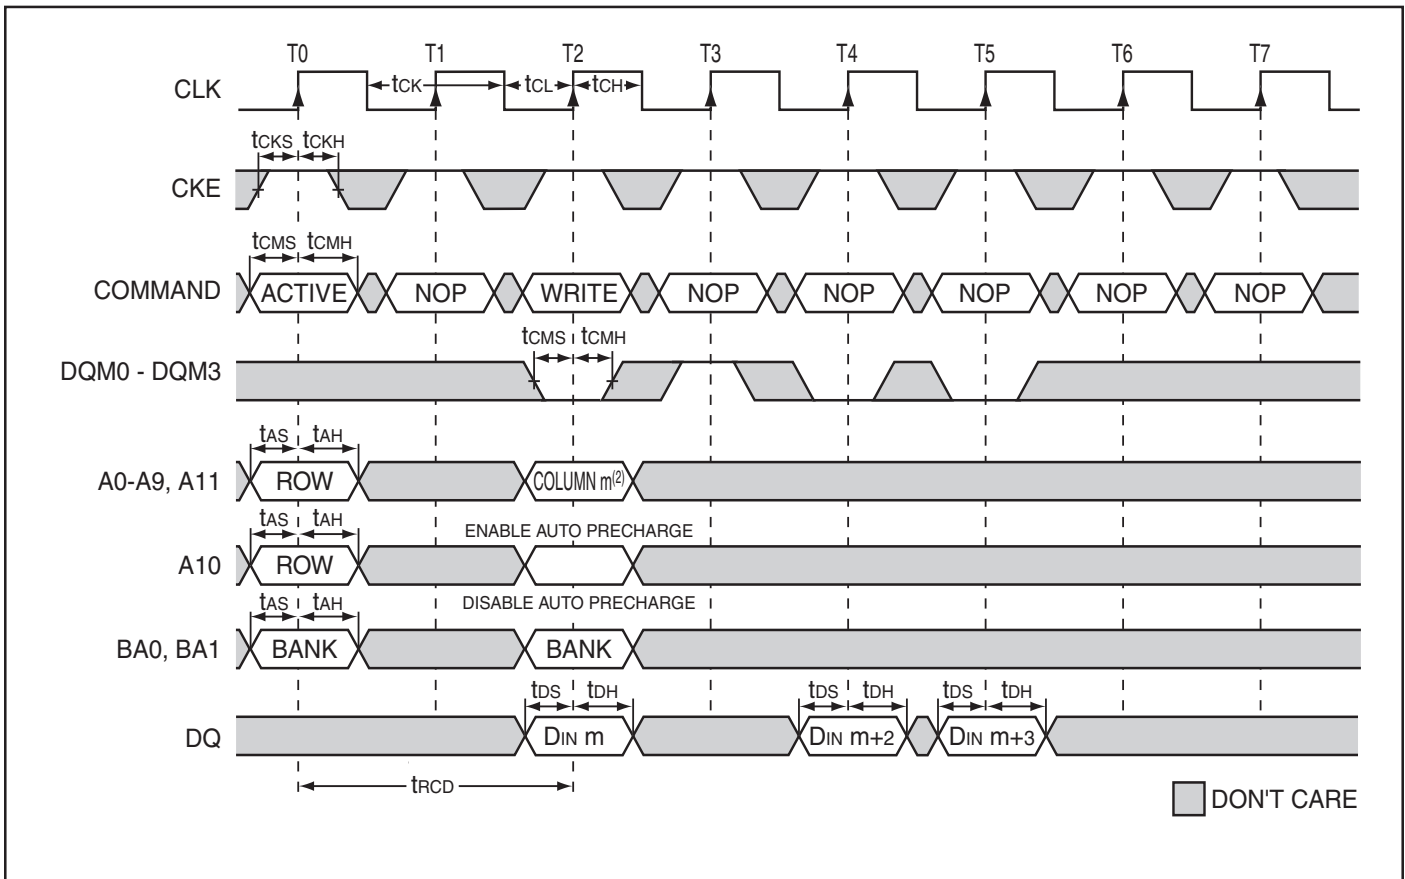 T0 T1 T2 T3 T4 T5 T6 T7
CLK tCK tCL tCH
tCKS tCKH
CKE
tCMS tCMH
COMMAND ACTIVE NOP WRITE NOP NOP NOP NOP NOP
tCMS tCMH
DQM0 - DQM3
tAS tAH
A0-A9, A11 ROW COLUMN m(2)
tAS tAH ENABLE AUTO PRECHARGE
A10 ROW
tAS tAH DISABLE AUTO PRECHARGE
BA0, BA1 BANK BANK
tDS tDH tDS tDH tDS tDH
DQ DIN m DIN m+2 DIN m+3
tRCD
DON'T CARE